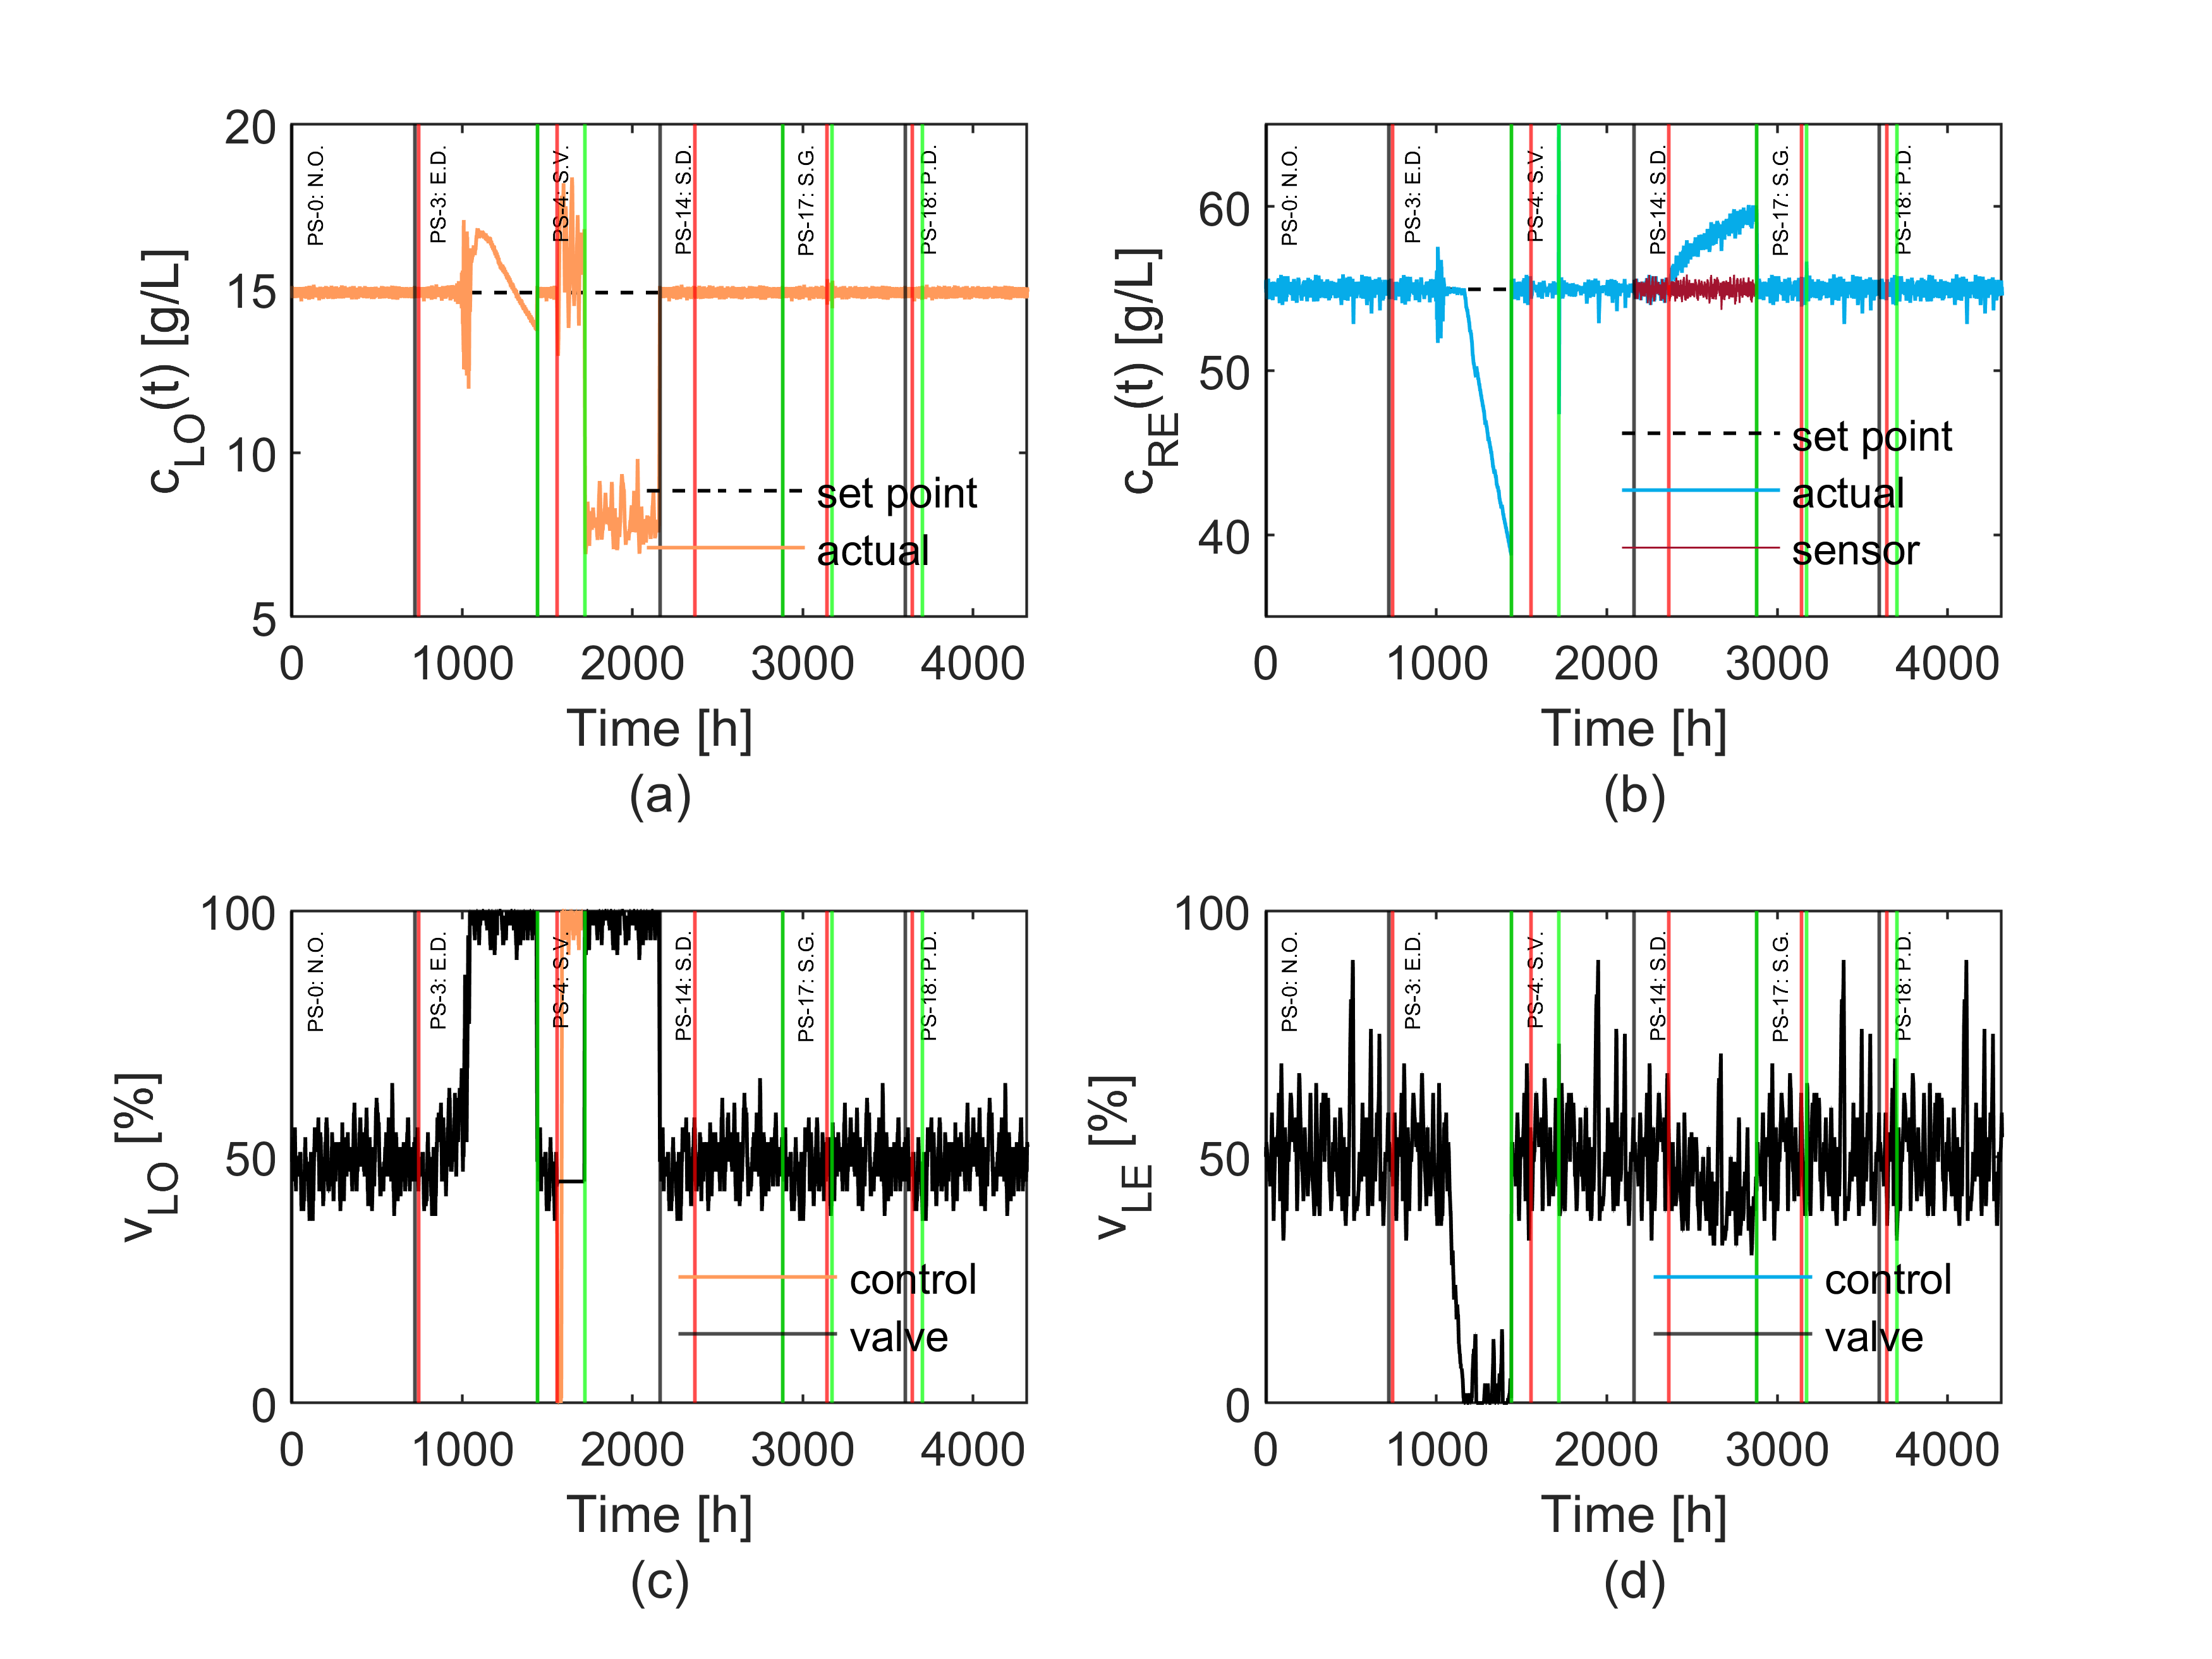 20
15
10
5
c_LO(t) [g/L]
PS-0: N.O.
PS-3: E.D.
PS-4: S.V.
PS-14: S.D.
PS-17: S.G.
PS-18: P.D.
set point
actual
0 1000 2000 3000 4000
Time [h]
(a)
60
50
40
c_RE(t) [g/L]
PS-0: N.O.
PS-3: E.D.
PS-4: S.V.
PS-14: S.D.
PS-17: S.G.
PS-18: P.D.
set point
actual
sensor
0 1000 2000 3000 4000
Time [h]
(b)
100
50
0
v_LO [%]
PS-0: N.O.
PS-3: E.D.
PS-4: S.V.
PS-14: S.D.
PS-17: S.G.
PS-18: P.D.
control
valve
0 1000 2000 3000 4000
Time [h]
(c)
100
50
0
v_LE [%]
PS-0: N.O.
PS-3: E.D.
PS-4: S.V.
PS-14: S.D.
PS-17: S.G.
PS-18: P.D.
control
valve
0 1000 2000 3000 4000
Time [h]
(d)